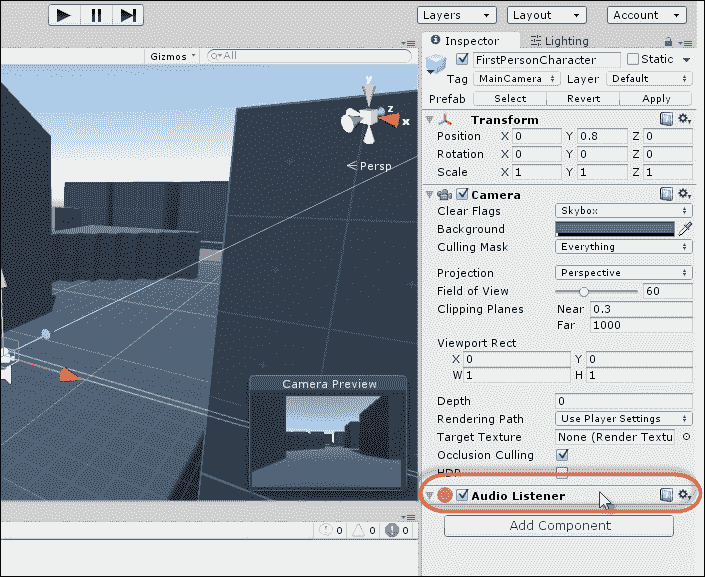 Layers Layout Account
Inspector Lighting
Gizmos All
FirstPersonCharacter Static
Tag MainCamera Layer Default
Prefab Select Revert Apply
Transform
Position X 0 Y 0.8 Z 0
Rotation X 0 Y 0 Z 0
Scale X 1 Y 1 Z 1
y
z
x
Persp
Camera
Clear Flags Skybox
Background
Culling Mask Everything
Projection Perspective
Field of View 60
Clipping Planes Near 0.3
Far 1000
Viewport Rect
X 0 Y 0
W 1 H 1
Camera Preview
Depth 0
Rendering Path Use Player Settings
Target Texture None (Render Textu
Occlusion Culling
HDR
Audio Listener
Add Component
0 0 0